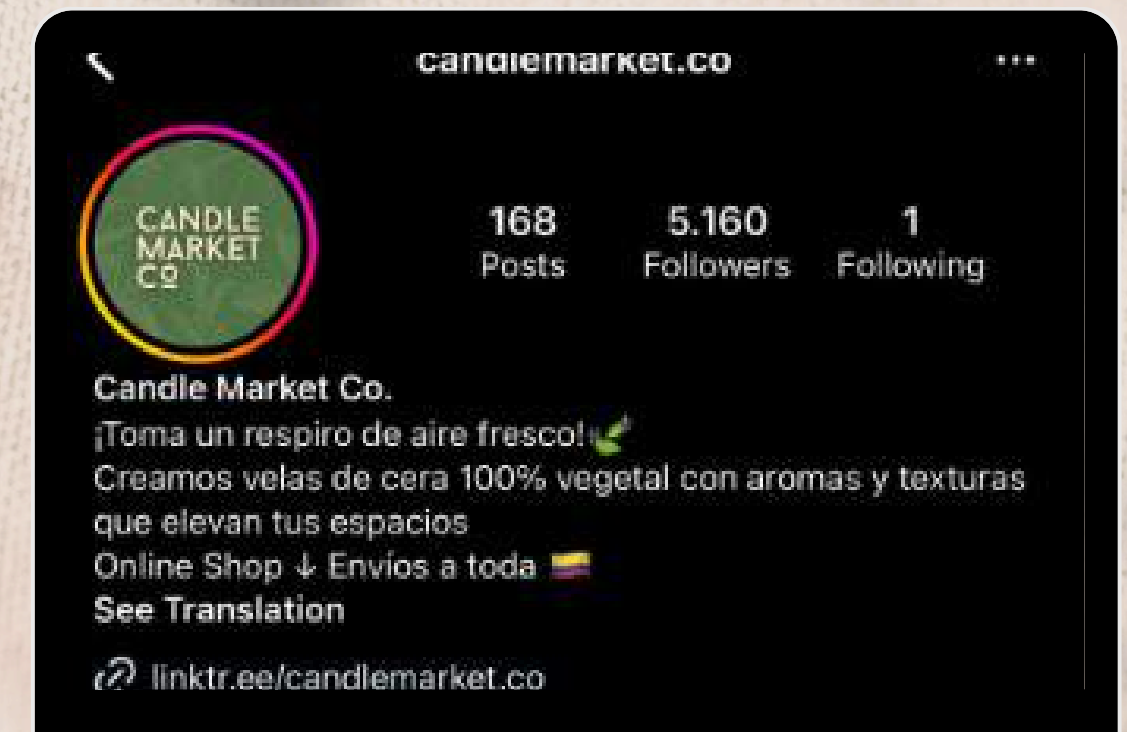 candlemarket.co
CANDLE
MARKET
CO
168 5.160 1
Posts Followers Following
Candle Market Co.
¡Toma un respiro de aire fresco!
Creamos velas de cera 100% vegetal con aromas y texturas
que elevan tus espacios
Online Shop ↓ Envíos a toda
See Translation
linktr.ee/candlemarket.co